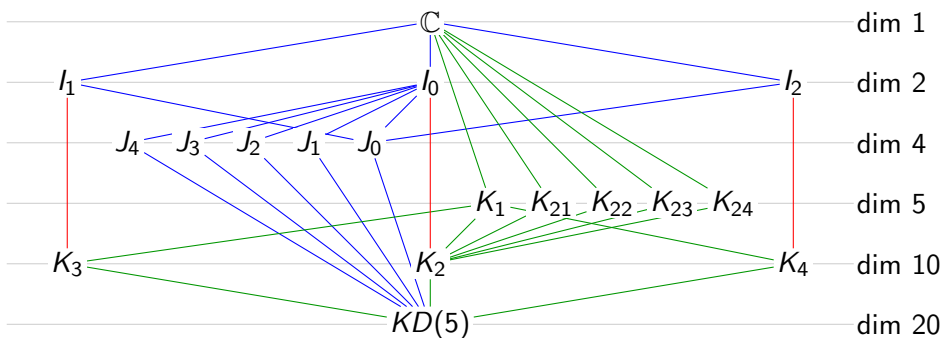 ℂ dim 1
I₁ I₀ I₂ dim 2
J₄ J₃ J₂ J₁ J₀ dim 4
K₁ K₂₁ K₂₂ K₂₃ K₂₄ dim 5
K₃ K₂ K₄ dim 10
KD(5) dim 20